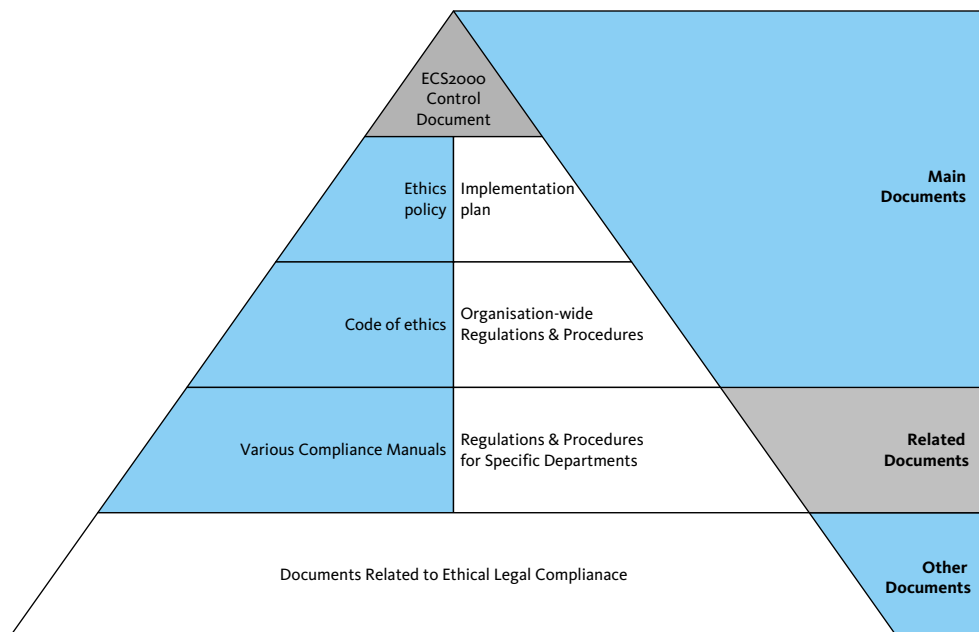 ECS2000
Control
Document
Ethics
policy
Implementation
plan
Main
Documents
Code of ethics
Organisation-wide
Regulations & Procedures
Various Compliance Manuals
Regulations & Procedures
for Specific Departments
Related
Documents
Documents Related to Ethical Legal Complianace
Other
Documents